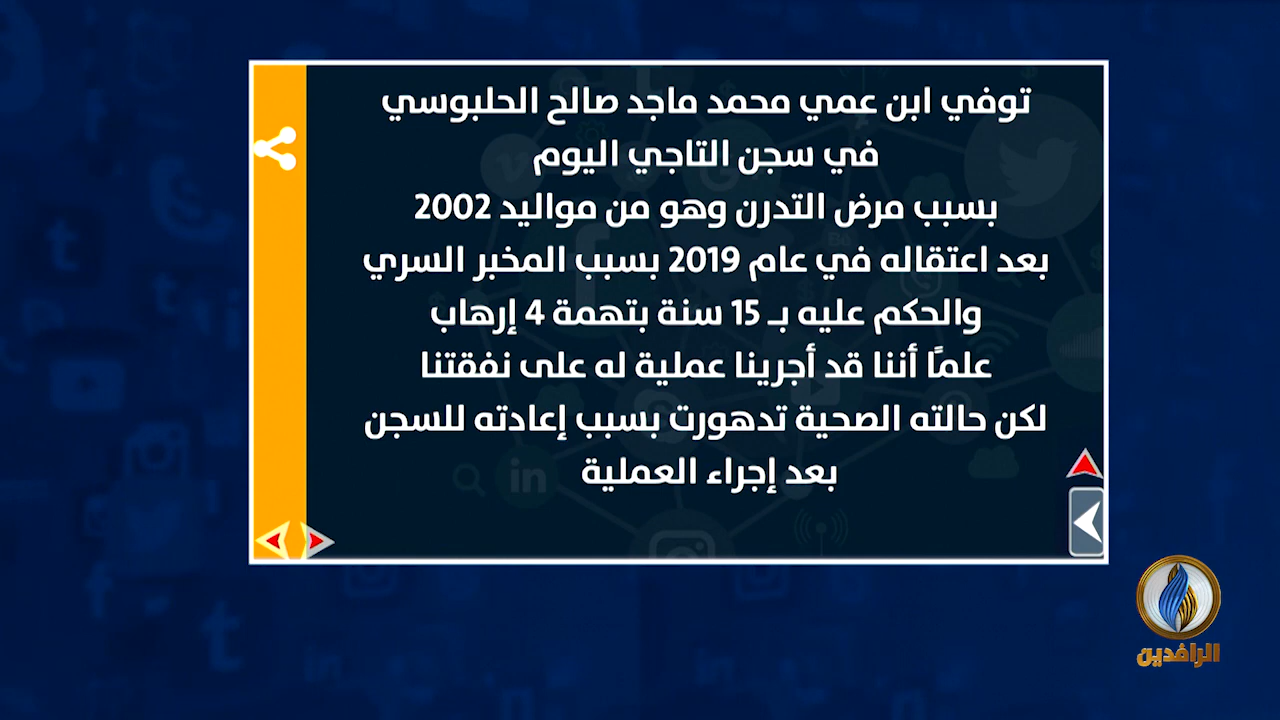 توفي ابن عمي محمد ماجد صالح الحلبوسي
في سجن التاجي اليوم
بسبب مرض التدرن وهو من مواليد 2002
بعد اعتقاله في عام 2019 بسبب المخبر السري
والحكم عليه بـ 15 سنة بتهمة 4 إرهاب
علمًا أننا قد أجرينا عملية له على نفقتنا
لكن حالته الصحية تدهورت بسبب إعادته للسجن
بعد إجراء العملية
in
الرافدين